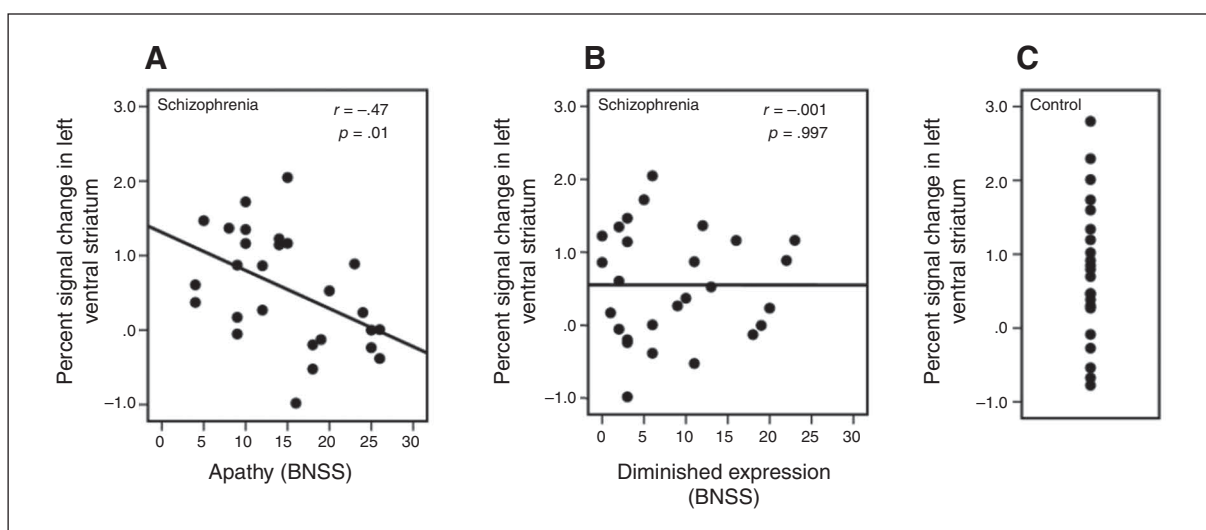 A
Schizophrenia
r = –.47
p = .01
Percent signal change in left
ventral striatum
3.0
2.0
1.0
.0
–1.0
0 5 10 15 20 25 30
Apathy (BNSS)
B
Schizophrenia
r = –.001
p = .997
Percent signal change in left
ventral striatum
3.0
2.0
1.0
.0
–1.0
0 5 10 15 20 25 30
Diminished expression
(BNSS)
C
Control
Percent signal change in left
ventral striatum
3.0
2.0
1.0
.0
–1.0